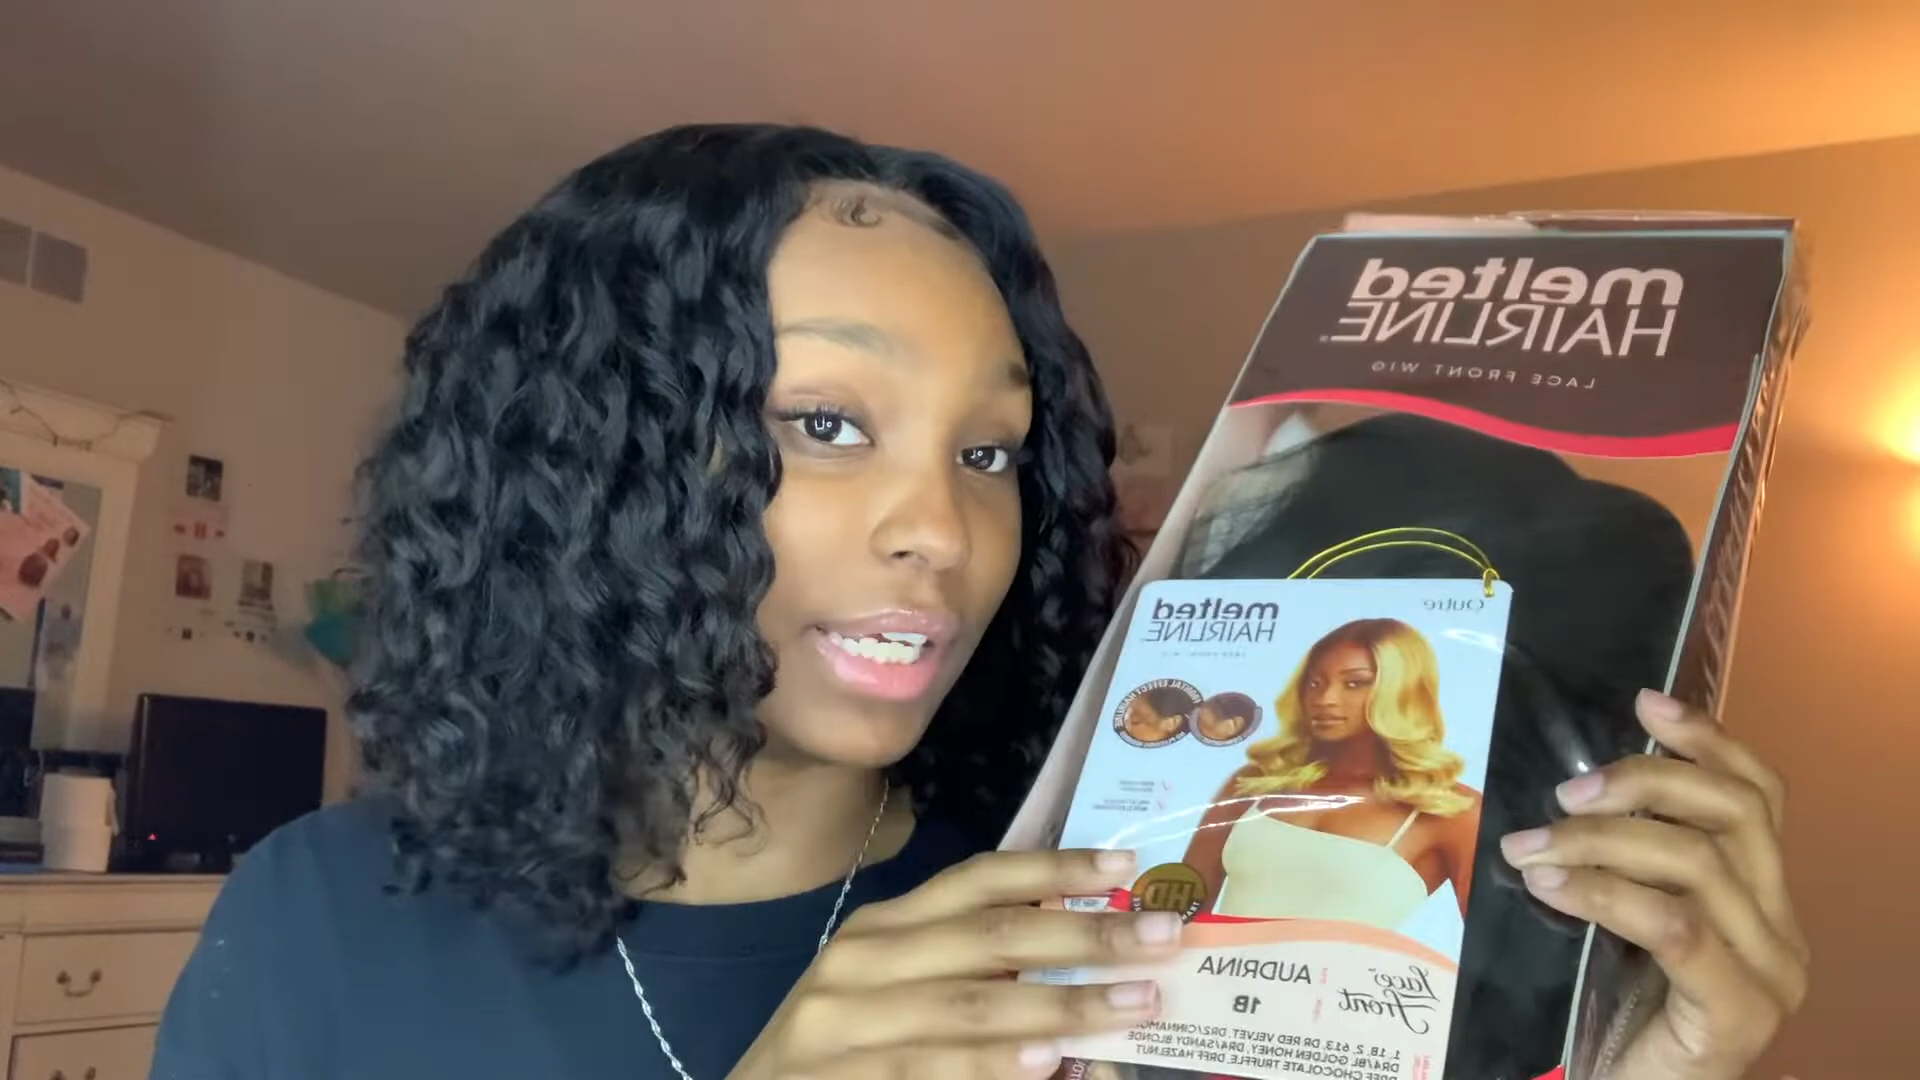 melted
HAIRLINE
LACE FRONT WIG
Outre
melted
HAIRLINE
HD
Lace
Front
AUDRINA
1B
1, 1B, 2, 613, DR RED VELVET, DR2/CINNAMO
DR4/BL GOLDEN HONEY, DR4/SANDY BLONDE
DRFF CHOCOLATE TRUFFLE, DRFF HAZELNUT